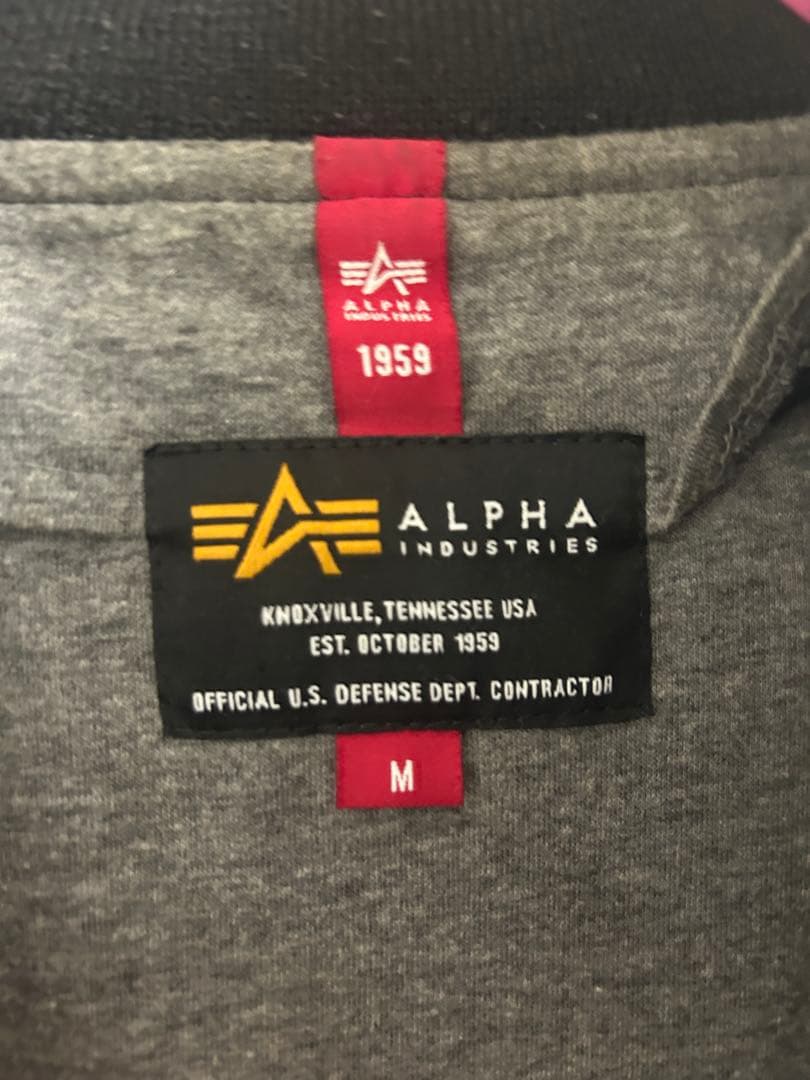 ALPHA
INDUSTRIES
1959
ALPHA
INDUSTRIES
KNOXVILLE, TENNESSEE USA
EST. OCTOBER 1959
OFFICIAL U.S. DEFENSE DEPT. CONTRACTOR
M